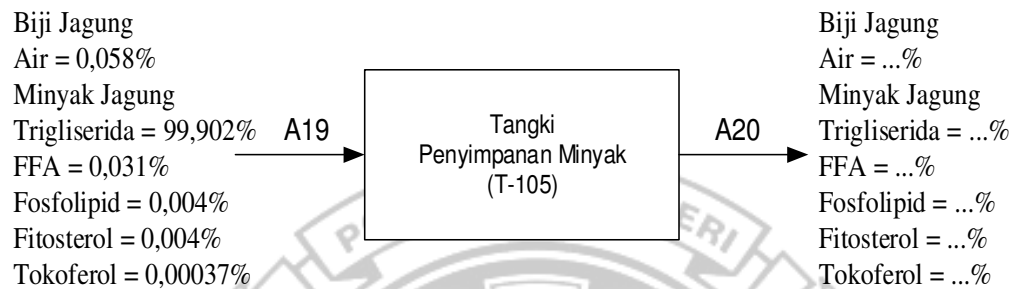 Biji Jagung
Air = 0,058%
Minyak Jagung
Trigliserida = 99,902%
FFA = 0,031%
Fosfolipid = 0,004%
Fitosterol = 0,004%
Tokoferol = 0,00037%
A19
Tangki
Penyimpanan Minyak
(T-105)
A20
Biji Jagung
Air = ...%
Minyak Jagung
Trigliserida = ...%
FFA = ...%
Fosfolipid = ...%
Fitosterol = ...%
Tokoferol = ...%